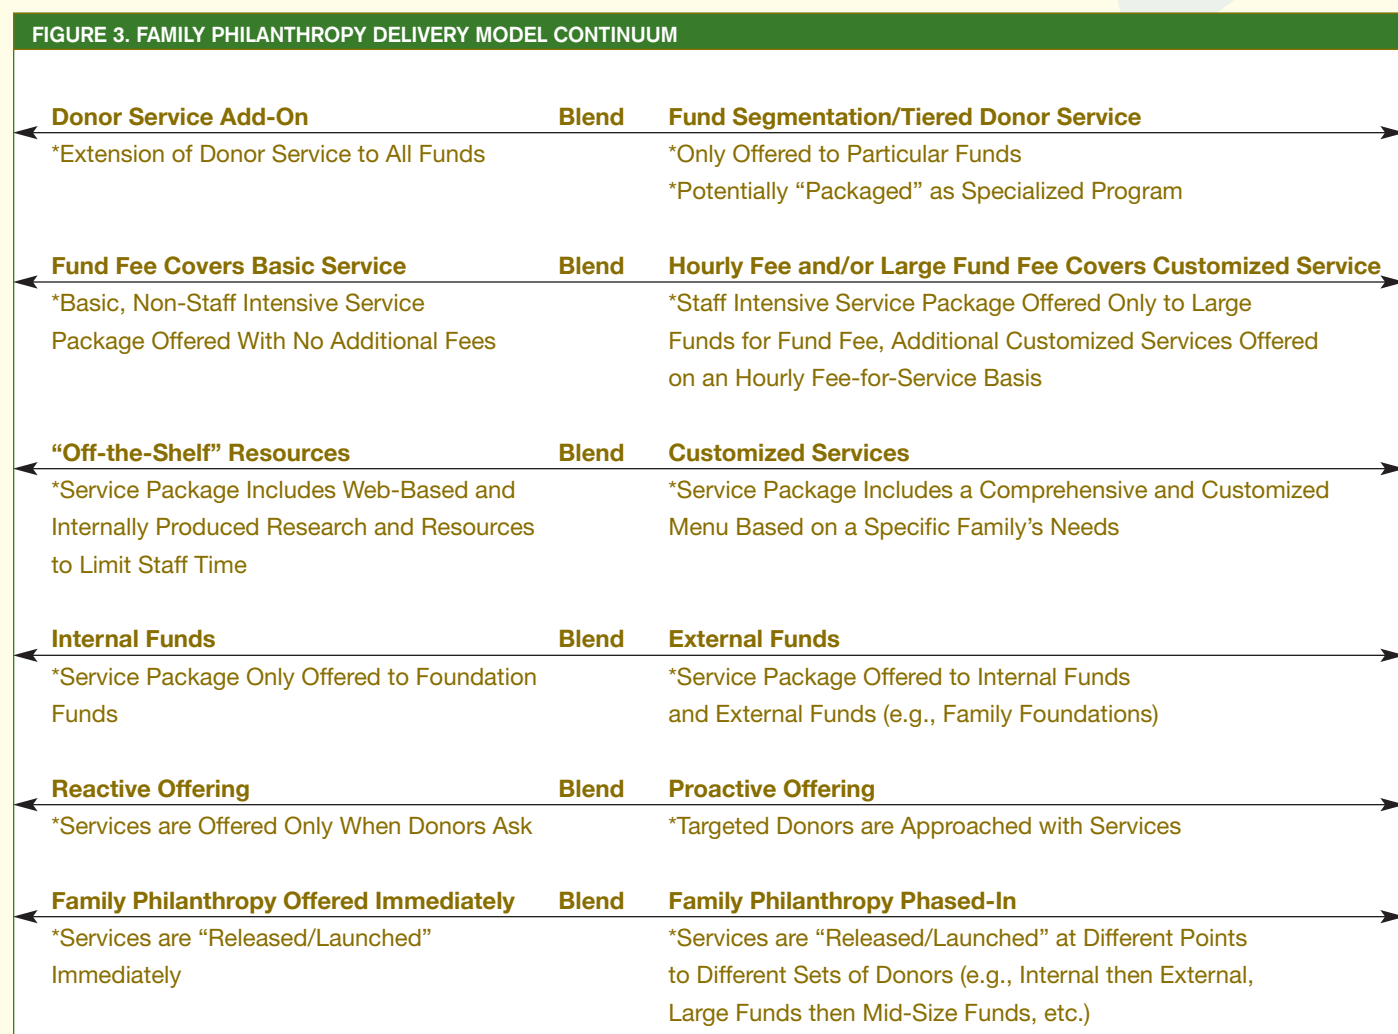 FIGURE 3. FAMILY PHILANTHROPY DELIVERY MODEL CONTINUUM
Donor Service Add-On Blend Fund Segmentation/Tiered Donor Service
*Extension of Donor Service to All Funds *Only Offered to Particular Funds
*Potentially “Packaged” as Specialized Program
Fund Fee Covers Basic Service Blend Hourly Fee and/or Large Fund Fee Covers Customized Service
*Basic, Non-Staff Intensive Service *Staff Intensive Service Package Offered Only to Large
Package Offered With No Additional Fees Funds for Fund Fee, Additional Customized Services Offered
on an Hourly Fee-for-Service Basis
“Off-the-Shelf” Resources Blend Customized Services
*Service Package Includes Web-Based and *Service Package Includes a Comprehensive and Customized
Internally Produced Research and Resources Menu Based on a Specific Family’s Needs
to Limit Staff Time
Internal Funds Blend External Funds
*Service Package Only Offered to Foundation *Service Package Offered to Internal Funds
Funds and External Funds (e.g., Family Foundations)
Reactive Offering Blend Proactive Offering
*Services are Offered Only When Donors Ask *Targeted Donors are Approached with Services
Family Philanthropy Offered Immediately Blend Family Philanthropy Phased-In
*Services are “Released/Launched” *Services are “Released/Launched” at Different Points
Immediately to Different Sets of Donors (e.g., Internal then External,
Large Funds then Mid-Size Funds, etc.)